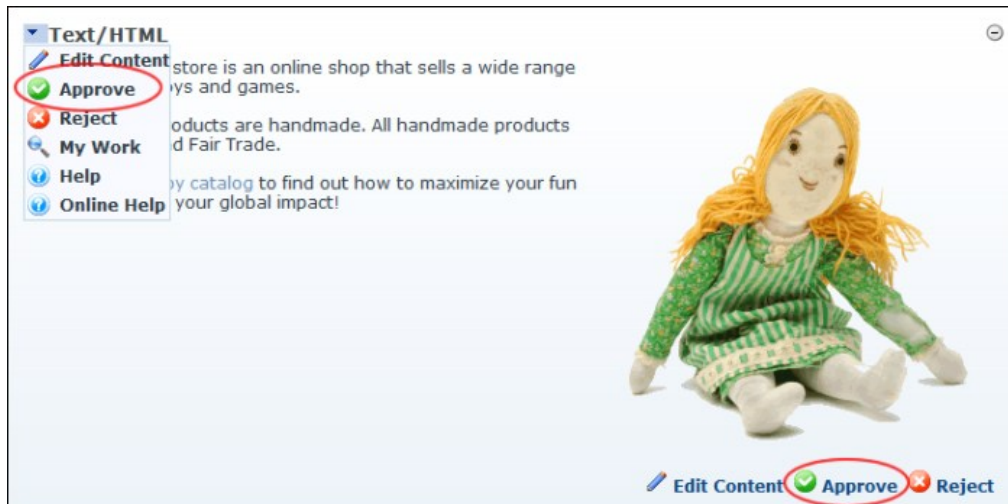 Text/HTML
Edit Content
store is an online shop that sells a wide range
Approve
ys and games.
Reject
oducts are handmade. All handmade products
My Work
d Fair Trade.
Help
y catalog to find out how to maximize your fun
Online Help
your global impact!
Edit Content Approve Reject